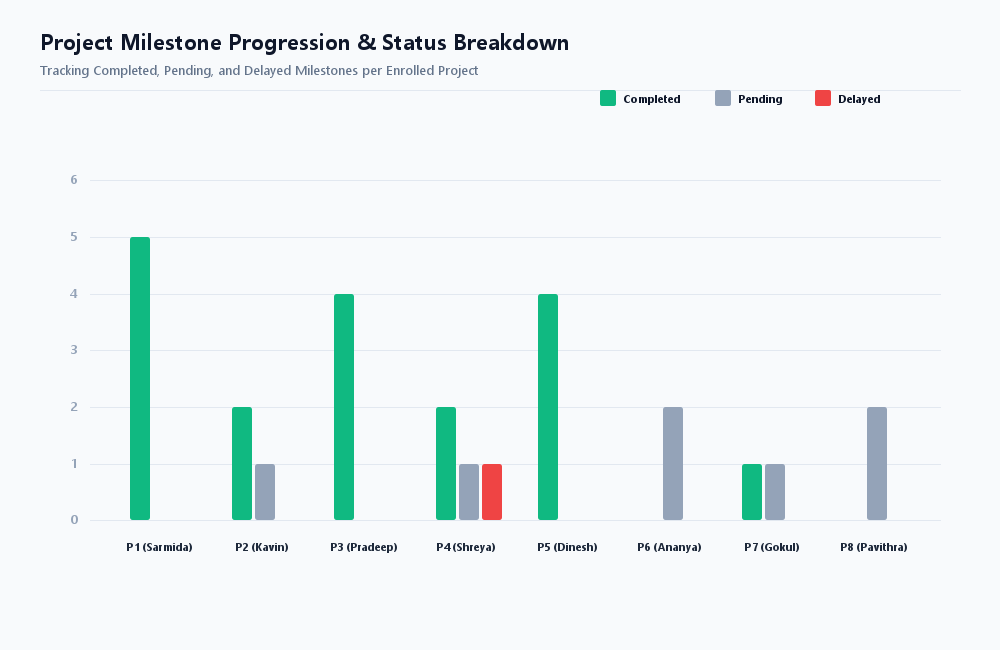 Project Milestone Progression & Status Breakdown
Tracking Completed, Pending, and Delayed Milestones per Enrolled Project
Completed Pending Delayed
6
5
4
3
2
1
0
P1 (Sarmida) P2 (Kavin) P3 (Pradeep) P4 (Shreya) P5 (Dinesh) P6 (Ananya) P7 (Gokul) P8 (Pavithra)